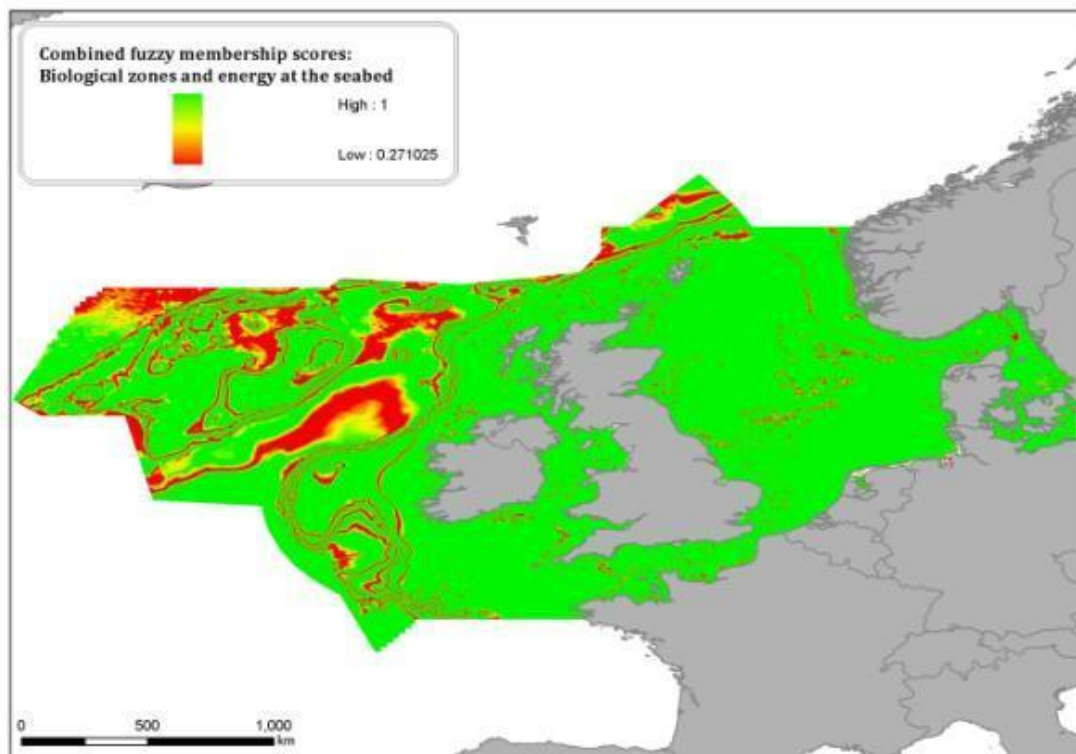 Combined fuzzy membership scores:
Biological zones and energy at the seabed
High : 1
Low : 0.271025
0 500 1,000
km